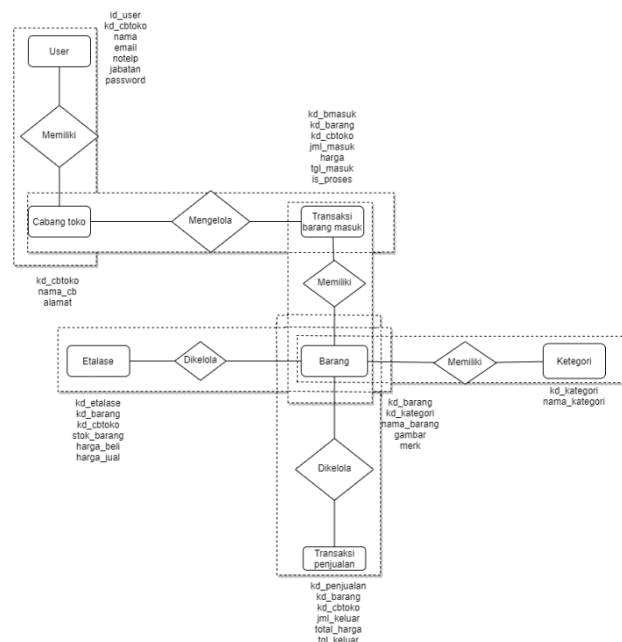 id_user
kd_cbtoko
nama
email
notelp
jabatan
password
User
Memiliki
kd_bmasuk
kd_barang
kd_cbtoko
jml_masuk
harga
tgl_masuk
is_proses
Cabang toko
Mengelola
Transaksi
barang masuk
kd_cbtoko
nama_cb
alamat
Memiliki
Etalase
Dikelola
Barang
Memiliki
Ketegori
kd_etalase
kd_barang
kd_cbtoko
stok_barang
harga_beli
harga_jual
kd_barang
kd_kategori
nama_barang
gambar
merk
kd_kategori
nama_kategori
Dikelola
Transaksi
penjualan
kd_penjualan
kd_barang
kd_cbtoko
jml_keluar
total_harga
tgl_keluar